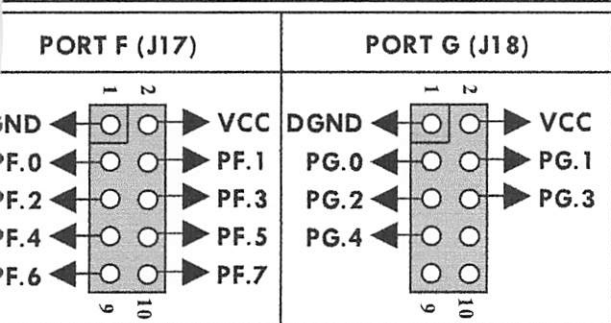 PORT F (J17)
PORT G (J18)
1 2
GND VCC
PF.0 PF.1
PF.2 PF.3
PF.4 PF.5
PF.6 PF.7
9 10
1 2
DGND VCC
PG.0 PG.1
PG.2 PG.3
PG.4
9 10